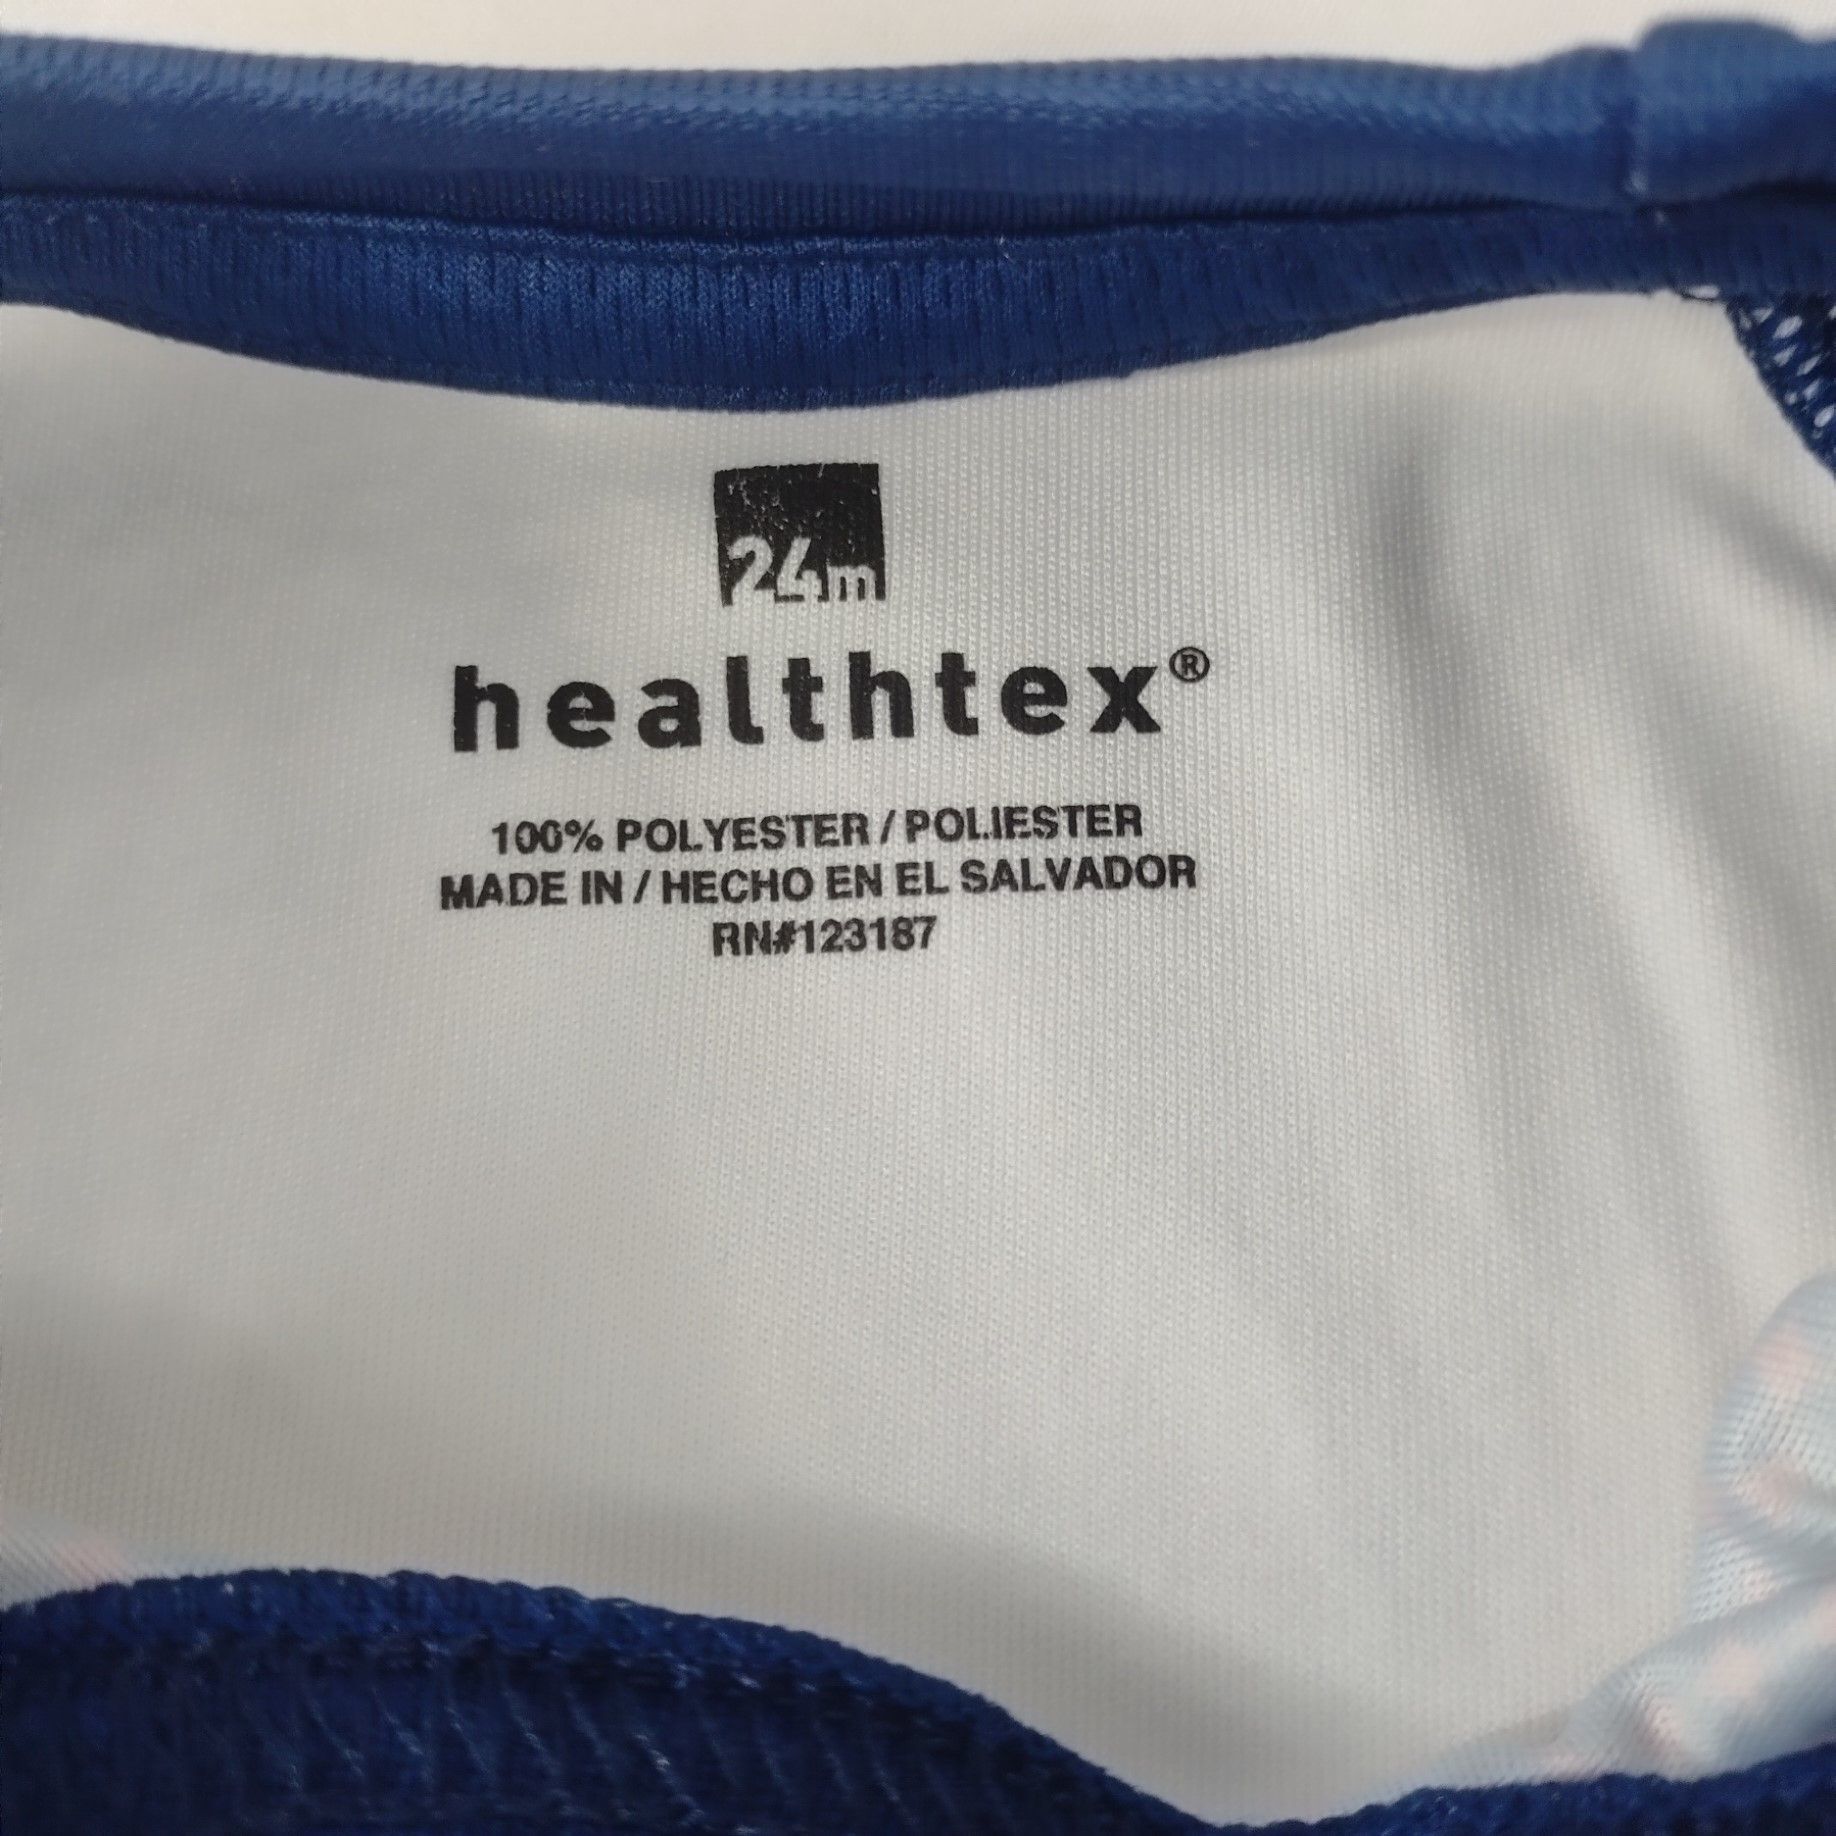 24m
healthtex®
100% POLYESTER / POLIESTER
MADE IN / HECHO EN EL SALVADOR
RN#123187